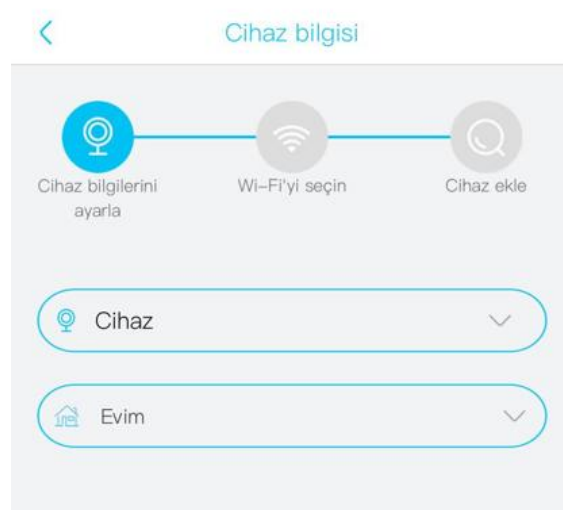 Cihaz bilgisi
Cihaz bilgilerini
ayarla
Wi-Fi'yi seçin
Cihaz ekle
Cihaz
Evim